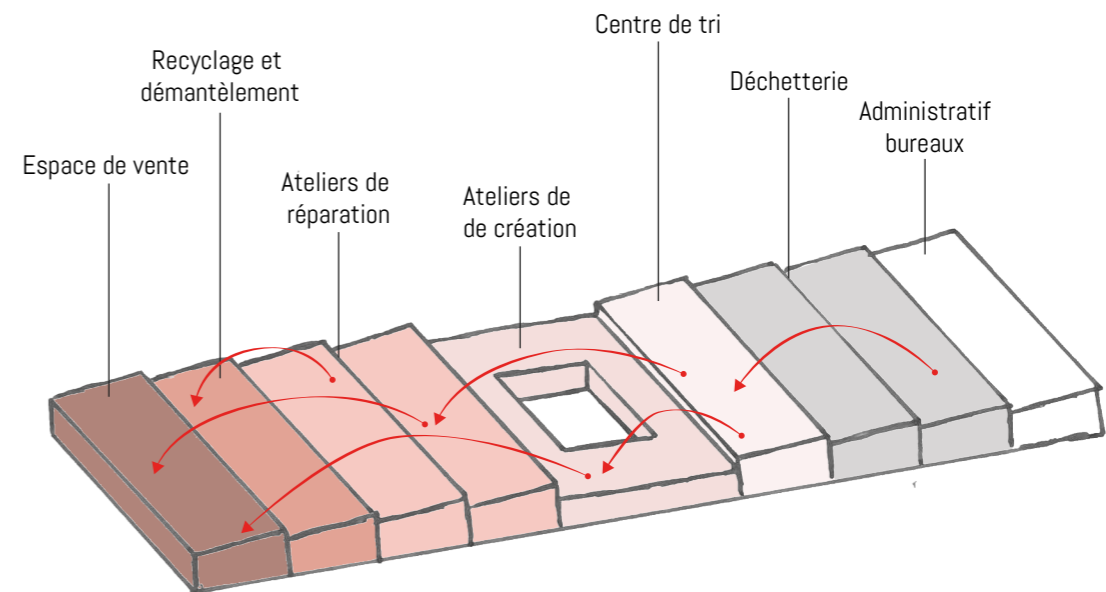 Centre de tri
Recyclage et
démantèlement
Déchetterie
Administratif
bureaux
Espace de vente
Ateliers de
réparation
Ateliers de
de création